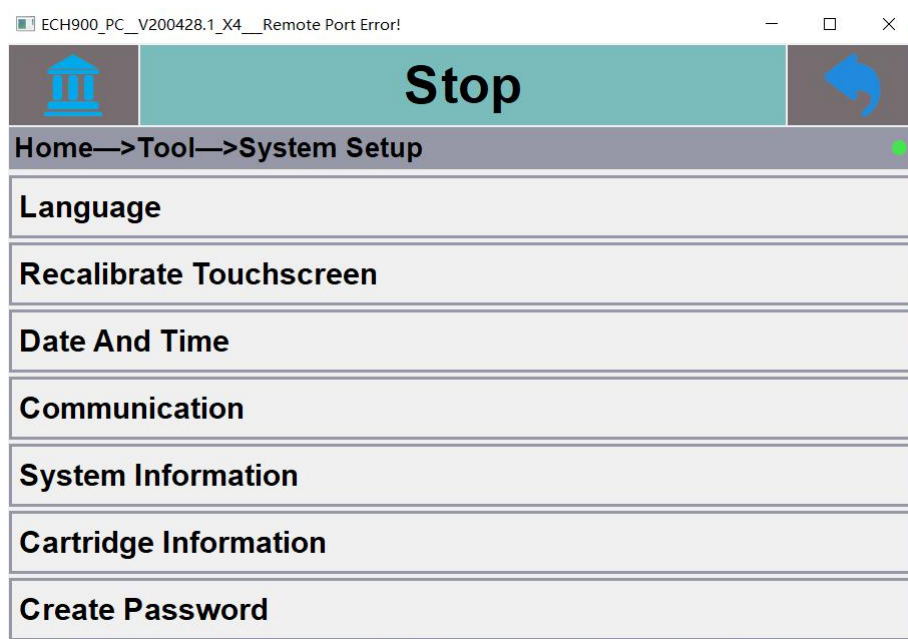 ECH900_PC__V200428.1_X4___Remote Port Error!
Stop
Home—>Tool—>System Setup
Language
Recalibrate Touchscreen
Date And Time
Communication
System Information
Cartridge Information
Create Password